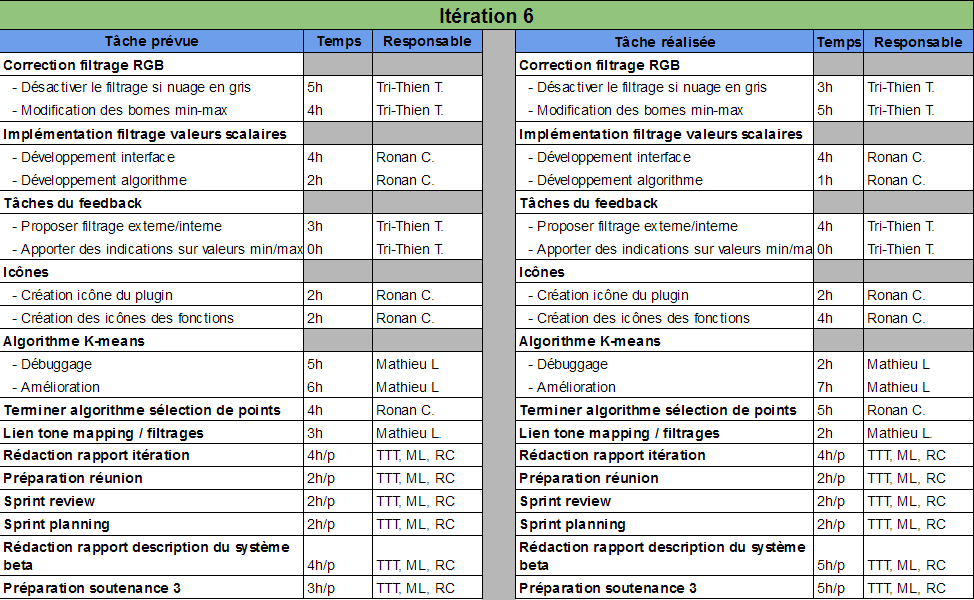 Itération 6
Tâche prévue Temps Responsable Tâche réalisée Temps Responsable
Correction filtrage RGB Correction filtrage RGB
- Désactiver le filtrage si nuage en gris 5h Tri-Thien T. - Désactiver le filtrage si nuage en gris 3h Tri-Thien T.
- Modification des bornes min-max 4h Tri-Thien T. - Modification des bornes min-max 5h Tri-Thien T.
Implémentation filtrage valeurs scalaires Implémentation filtrage valeurs scalaires
- Développement interface 4h Ronan C. - Développement interface 4h Ronan C.
- Développement algorithme 2h Ronan C. - Développement algorithme 1h Ronan C.
Tâches du feedback Tâches du feedback
- Proposer filtrage externe/interne 3h Tri-Thien T. - Proposer filtrage externe/interne 4h Tri-Thien T.
- Apporter des indications sur valeurs min/max 0h Tri-Thien T. - Apporter des indications sur valeurs min/ma 0h Tri-Thien T.
Icônes Icônes
- Création icône du plugin 2h Ronan C. - Création icône du plugin 2h Ronan C.
- Création des icônes des fonctions 2h Ronan C. - Création des icônes des fonctions 4h Ronan C.
Algorithme K-means Algorithme K-means
- Débuggage 5h Mathieu L - Débuggage 2h Mathieu L
- Amélioration 6h Mathieu L - Amélioration 7h Mathieu L
Terminer algorithme sélection de points 4h Ronan C. Terminer algorithme sélection de points 5h Ronan C.
Lien tone mapping / filtrages 3h Mathieu L. Lien tone mapping / filtrages 2h Mathieu L.
Rédaction rapport itération 4h/p TTT, ML, RC Rédaction rapport itération 4h/p TTT, ML, RC
Préparation réunion 2h/p TTT, ML, RC Préparation réunion 2h/p TTT, ML, RC
Sprint review 2h/p TTT, ML, RC Sprint review 2h/p TTT, ML, RC
Sprint planning 2h/p TTT, ML, RC Sprint planning 2h/p TTT, ML, RC
Rédaction rapport description du système Rédaction rapport description du système
beta 4h/p TTT, ML, RC beta 5h/p TTT, ML, RC
Préparation soutenance 3 3h/p TTT, ML, RC Préparation soutenance 3 5h/p TTT, ML, RC